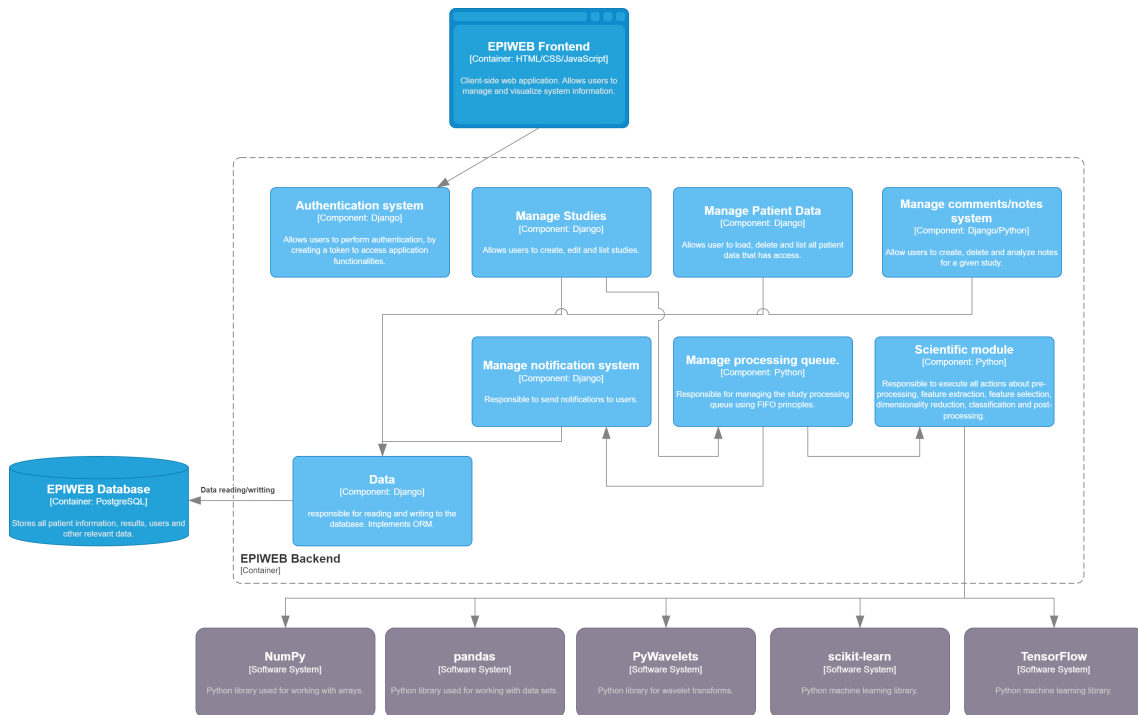 EPIWEB Frontend
[Container: HTML/CSS/JavaScript]
Client-side web application. Allows users to
manage and visualize system information.
Authentication system
[Component: Django]
Allows users to perform authentication, by
creating a token to access application
functionalities.
Manage Studies
[Component: Django]
Allows users to create, edit and list studies.
Manage Patient Data
[Component: Django]
Allows user to load, delete and list all patient
data that has access.
Manage comments/notes
system
[Component: Django/Python]
Allow users to create, delete and analyze notes
for a given study.
Manage notification system
[Component: Django]
Responsible to send notifications to users.
Manage processing queue.
[Component: Python]
Responsible for managing the study processing
queue using FIFO principles.
Scientific module
[Component: Python]
Responsible to execute all actions about pre-
processing, feature extraction, feature selection,
dimensionality reduction, classification and post-
processing.
EPIWEB Database
[Container: PostgreSQL]
Stores all patient information, results, users and
other relevant data.
Data reading/writting
Data
[Component: Django]
responsible for reading and writing to the
database. Implements ORM.
EPIWEB Backend
[Container]
NumPy
[Software System]
Python library used for working with arrays.
pandas
[Software System]
Python library used for working with data sets.
PyWavelets
[Software System]
Python library for wavelet transforms.
scikit-learn
[Software System]
Python machine learning library.
TensorFlow
[Software System]
Python machine learning library.